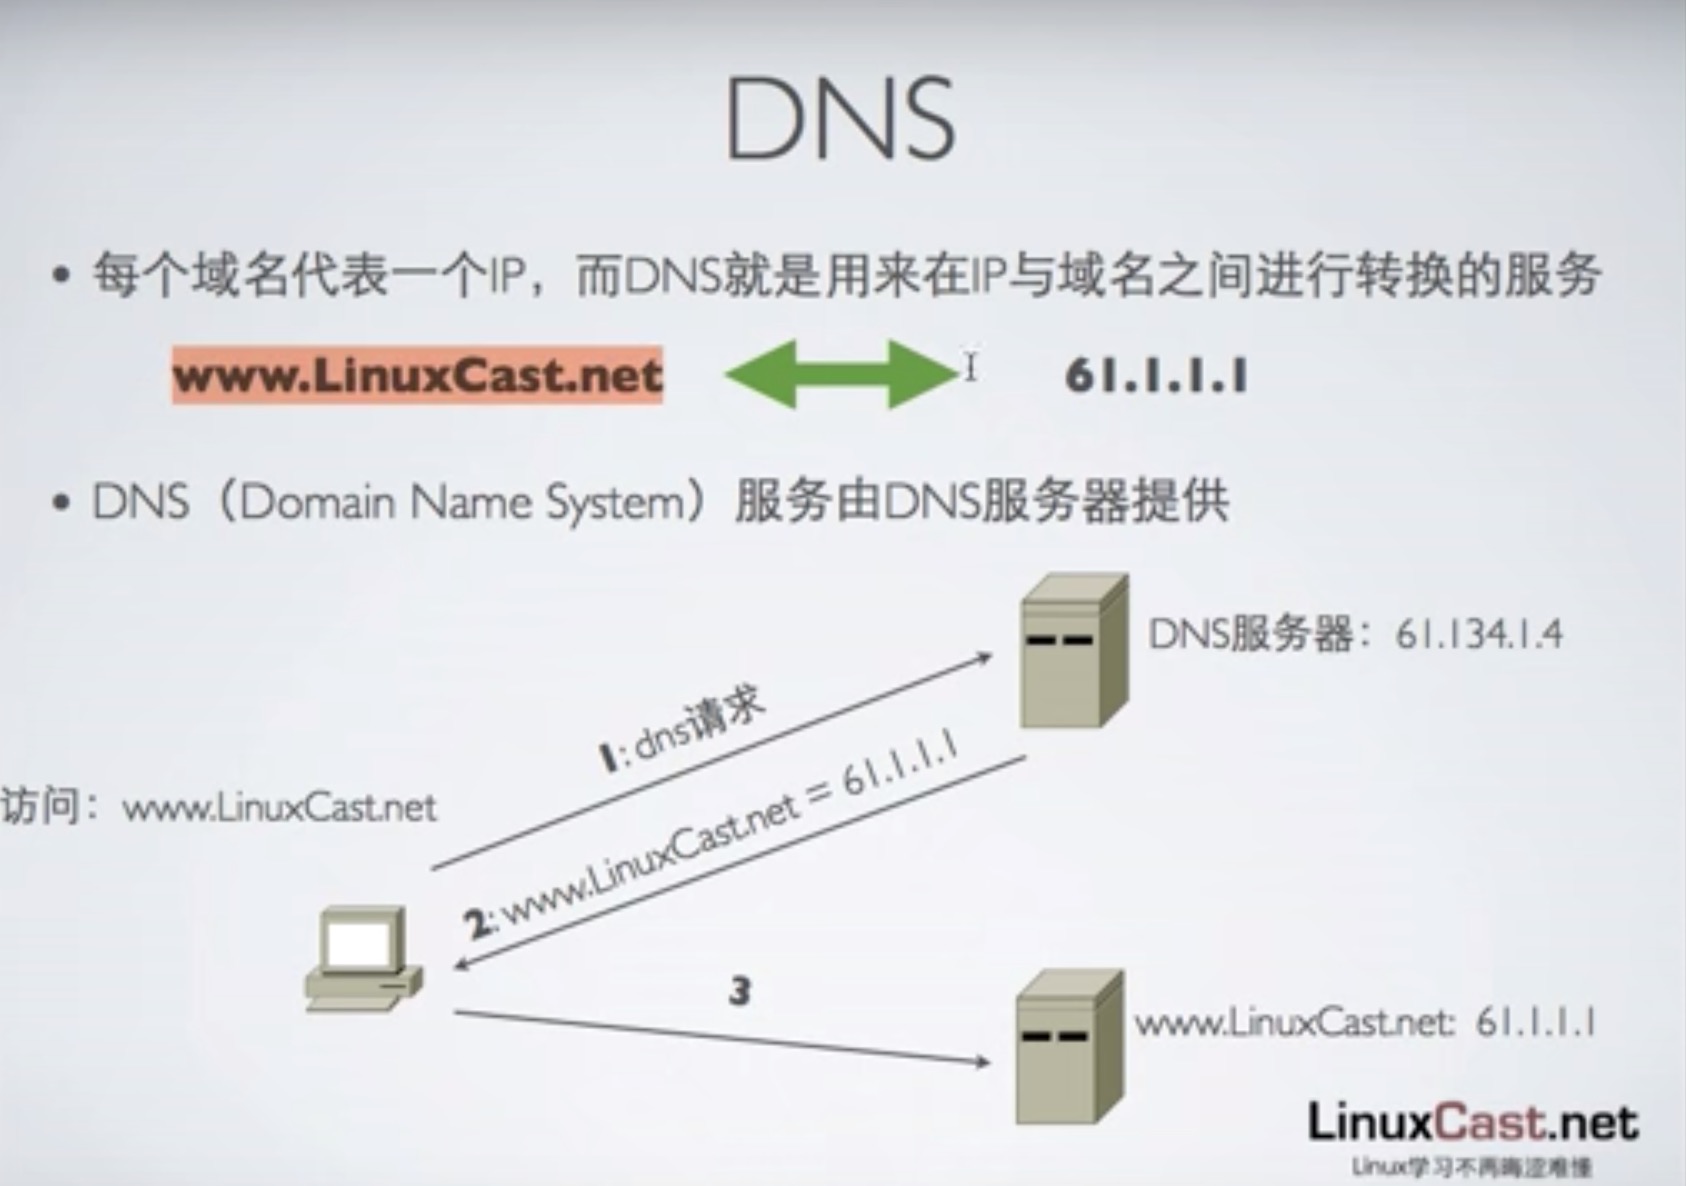 DNS
• 每个域名代表一个IP，而DNS就是用来在IP与域名之间进行转换的服务
www.LinuxCast.net
61.1.1.1
• DNS（Domain Name System）服务由DNS服务器提供
DNS服务器：61.134.1.4
1: dns请求
2: www.LinuxCast.net = 61.1.1.1
访问：www.LinuxCast.net
3
www.LinuxCast.net: 61.1.1.1
LinuxCast.net
Linux学习不再晦涩难懂